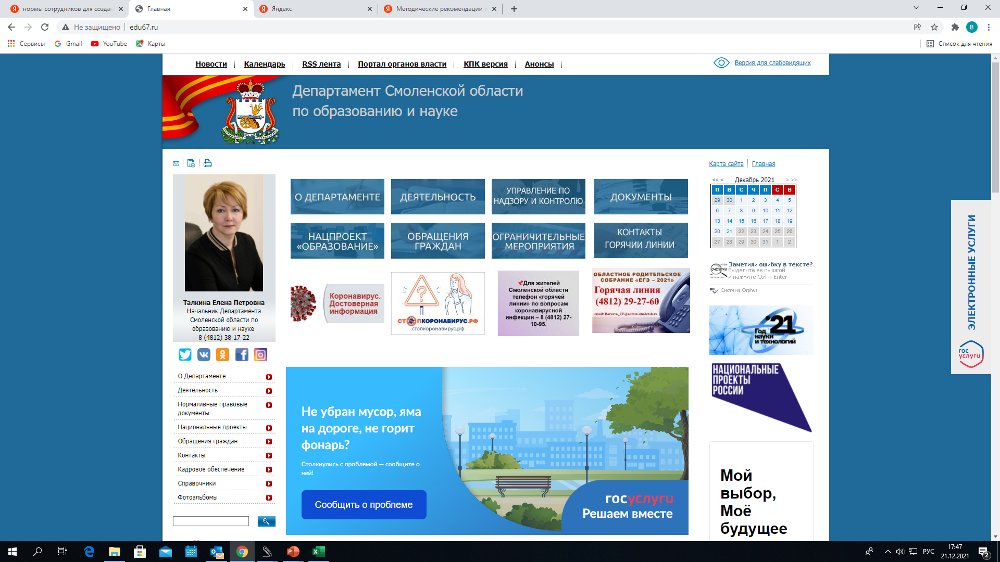 нормы сотрудников для создан
Главная
Яндекс
Методические рекомендации п
Не защищено
edu67.ru
В
Сервисы
Gmail
YouTube
Карты
Список для чтения
Новости
Календарь
RSS лента
Портал органов власти
КПК версия
Анонсы
Версия для слабовидящих
Департамент Смоленской области
по образованию и науке
Карта сайта
Главная
Талкина Елена Петровна
Начальник Департамента
Смоленской области по
образованию и науке
8 (4812) 38-17-22
О Департаменте
Деятельность
Нормативные правовые
документы
Национальные проекты
Обращения граждан
Контакты
Кадровое обеспечение
Справочники
Фотоальбомы
О ДЕПАРТАМЕНТЕ
ДЕЯТЕЛЬНОСТЬ
УПРАВЛЕНИЕ ПО
НАДЗОРУ И КОНТРОЛЮ
ДОКУМЕНТЫ
НАЦПРОЕКТ
«ОБРАЗОВАНИЕ»
ОБРАЩЕНИЯ
ГРАЖДАН
ОГРАНИЧИТЕЛЬНЫЕ
МЕРОПРИЯТИЯ
КОНТАКТЫ
ГОРЯЧИИ ЛИНИИ
Коронавирус.
Достоверная
информация
СТОПКОРОНАВИРУС.РФ
стопкоронавирус.рф
Для жителей
Смоленской области
телефон «горячей
линии» по вопросам
коронавирусной
инфекции – 8 (4812) 27-
10-95.
ОБЛАСТНОЕ РОДИТЕЛЬСКОЕ
СОБРАНИЕ «ЕГЭ – 2021»
Горячая линия
(4812) 29-27-60
email: Borcova_UE@admin-smolensk.ru
Не убран мусор, яма
на дороге, не горит
фонарь?
Столкнулись с проблемой — сообщите о
ней!
Сообщить о проблеме
госуслуги
Решаем вместе
<< < Декабрь 2021 > >>
П В С Ч П С В
29 30 1 2 3 4 5
6 7 8 9 10 11 12
13 14 15 16 17 18 19
20 21 22 23 24 25 26
27 28 29 30 31 1 2
очепятка
Заметили ошибку в тексте?
Выделите ее мышкой
и нажмите Ctrl + Enter
ABC Система Orphus
Год '21
науки
и технологий
НАЦИОНАЛЬНЫЕ
ПРОЕКТЫ
РОССИИ
Мой
выбор,
Моё
будущее
ЭЛЕКТРОННЫЕ УСЛУГИ
гос
услуги
РУС
17:47
21.12.2021
2